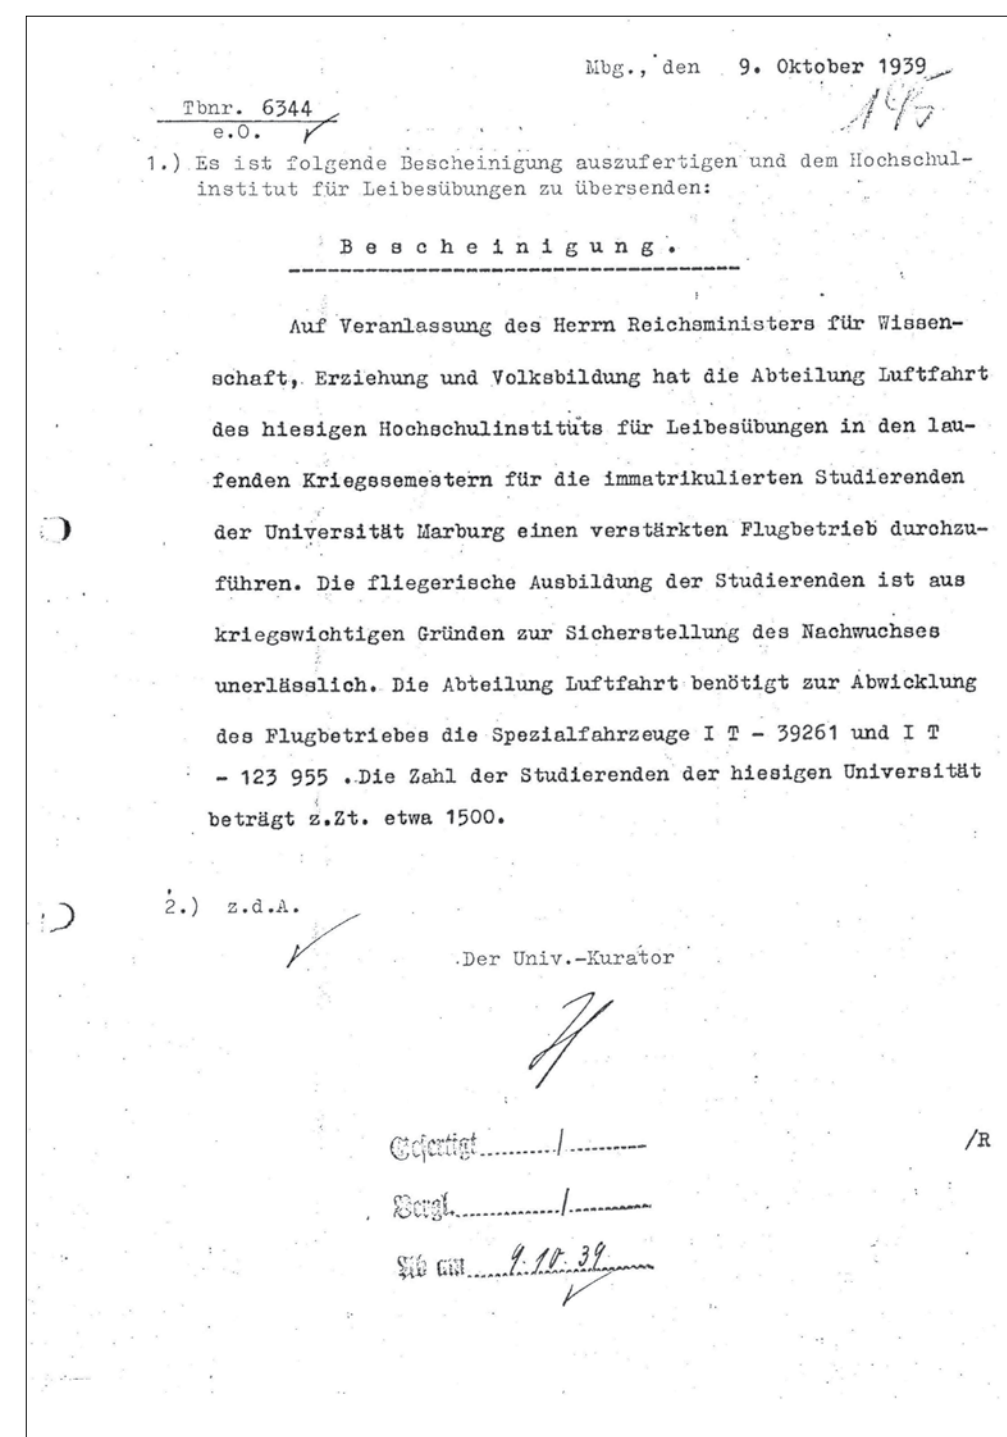 Mbg., den 9. Oktober 1939
Tbnr. 6344
e.O.
1.) Es ist folgende Bescheinigung auszufertigen und dem Hochschul-
institut für Leibesübungen zu übersenden:
B e s c h e i n i g u n g .
Auf Veranlassung des Herrn Reichsministers für Wissen-
schaft, Erziehung und Volksbildung hat die Abteilung Luftfahrt
des hiesigen Hochschulinstituts für Leibesübungen in den lau-
fenden Kriegssemestern für die immatrikulierten Studierenden
der Universität Marburg einen verstärkten Flugbetrieb durchzu-
führen. Die fliegerische Ausbildung der Studierenden ist aus
kriegswichtigen Gründen zur Sicherstellung des Nachwuchses
unerlässlich. Die Abteilung Luftfahrt benötigt zur Abwicklung
des Flugbetriebes die Spezialfahrzeuge I T - 39261 und I T
- 123 955 . Die Zahl der Studierenden der hiesigen Universität
beträgt z.Zt. etwa 1500.
2.) z.d.A.
Der Univ.-Kurator
Gefertigt
/R
Vergl.
Ab am 9.10.39